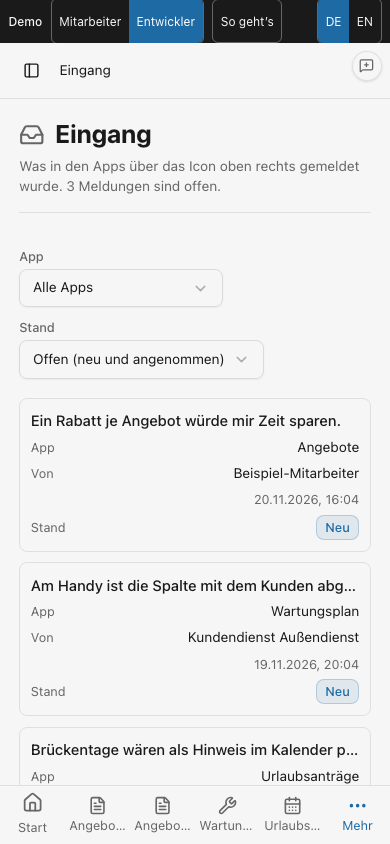 Demo Mitarbeiter Entwickler So geht's DE EN
Eingang
Eingang
Was in den Apps über das Icon oben rechts gemeldet
wurde. 3 Meldungen sind offen.
App
Alle Apps
Stand
Offen (neu und angenommen)
Ein Rabatt je Angebot würde mir Zeit sparen.
App Angebote
Von Beispiel-Mitarbeiter
20.11.2026, 16:04
Stand Neu
Am Handy ist die Spalte mit dem Kunden abg...
App Wartungsplan
Von Kundendienst Außendienst
19.11.2026, 20:04
Stand Neu
Brückentage wären als Hinweis im Kalender p...
App Urlaubsanträge
Start Angebo... Angebo... Wartun... Urlaubs... Mehr